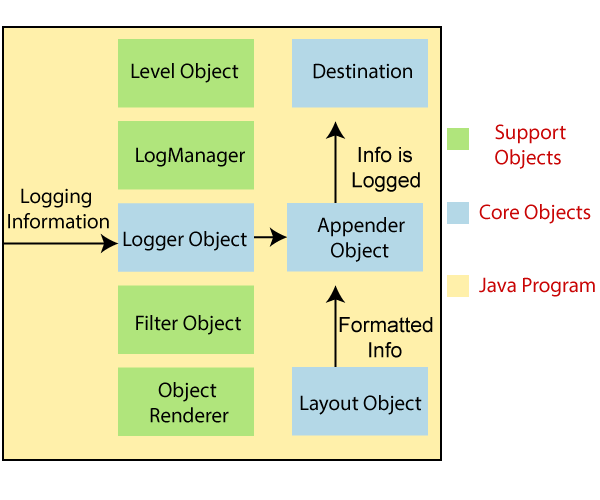 Level Object
Destination
LogManager
Info is
Logged
Logging
Information
Logger Object
Appender
Object
Filter Object
Formatted
Info
Object
Renderer
Layout Object
Support
Objects
Core Objects
Java Program